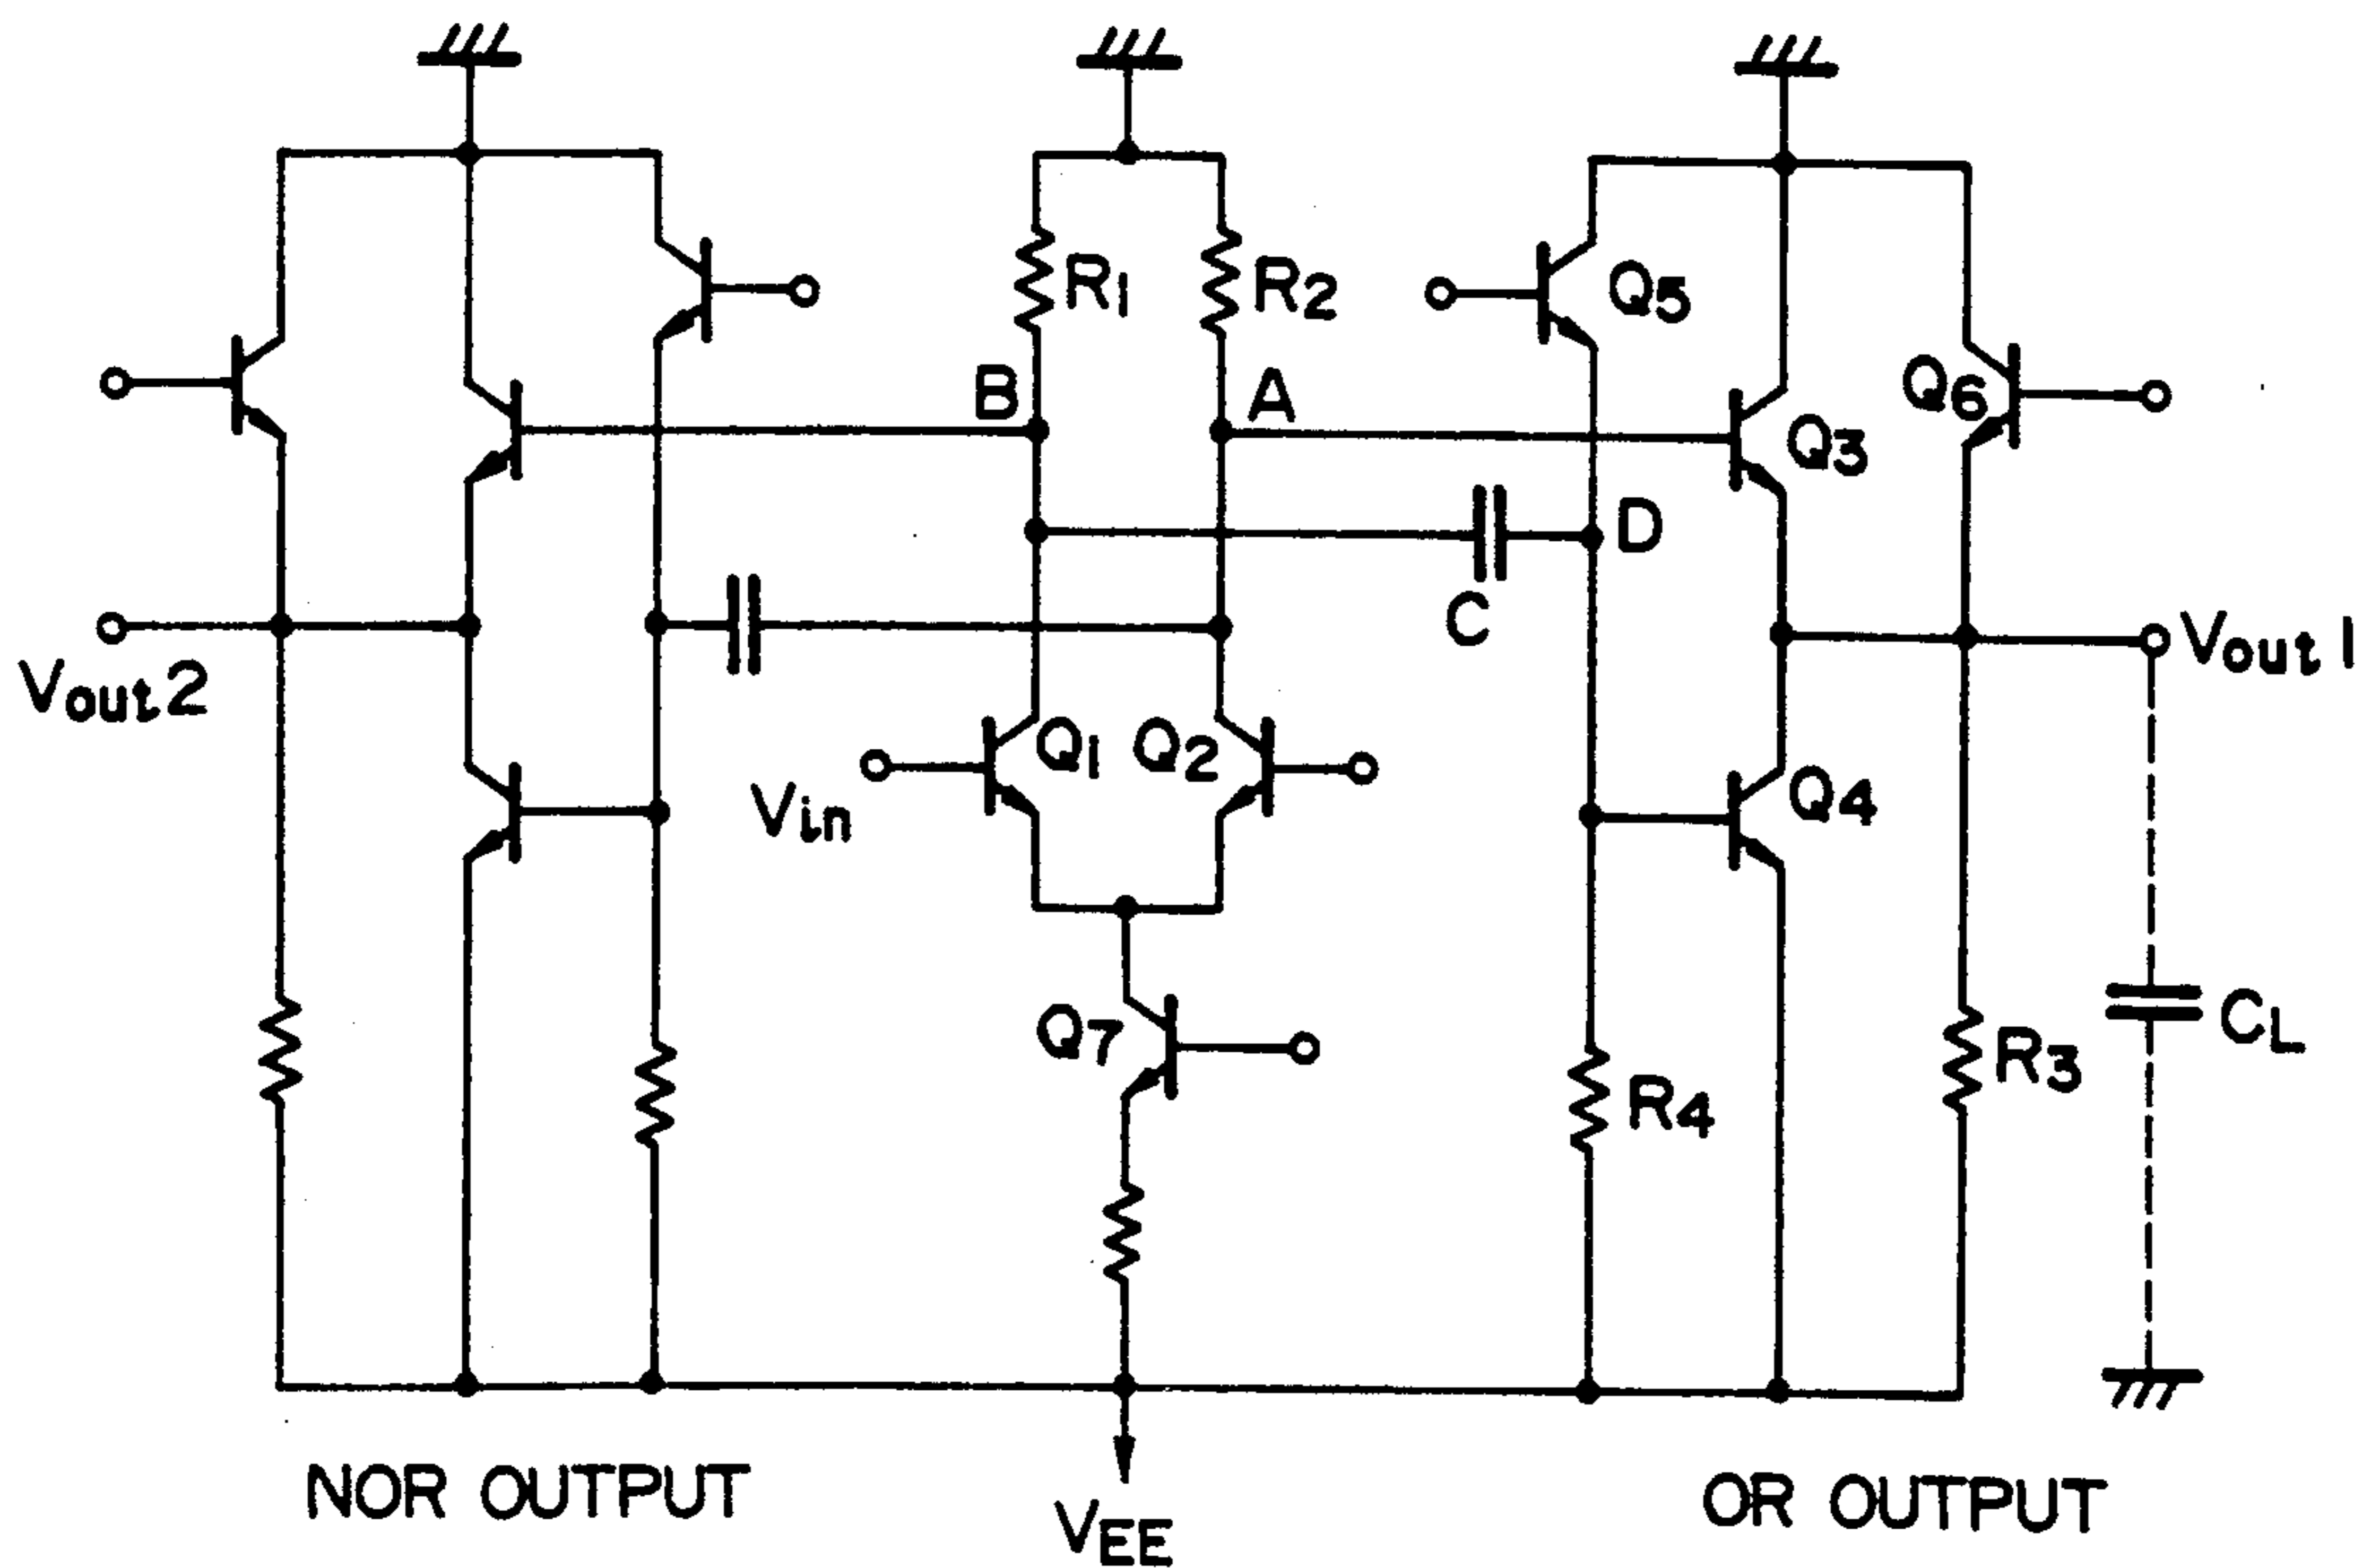 R1
R2
Q5
B
A
Q6
Q3
D
C
Vout 1
Vout2
Vin
Q1
Q2
Q4
Q7
CL
R3
R4
NOR OUTPUT
OR OUTPUT
VEE